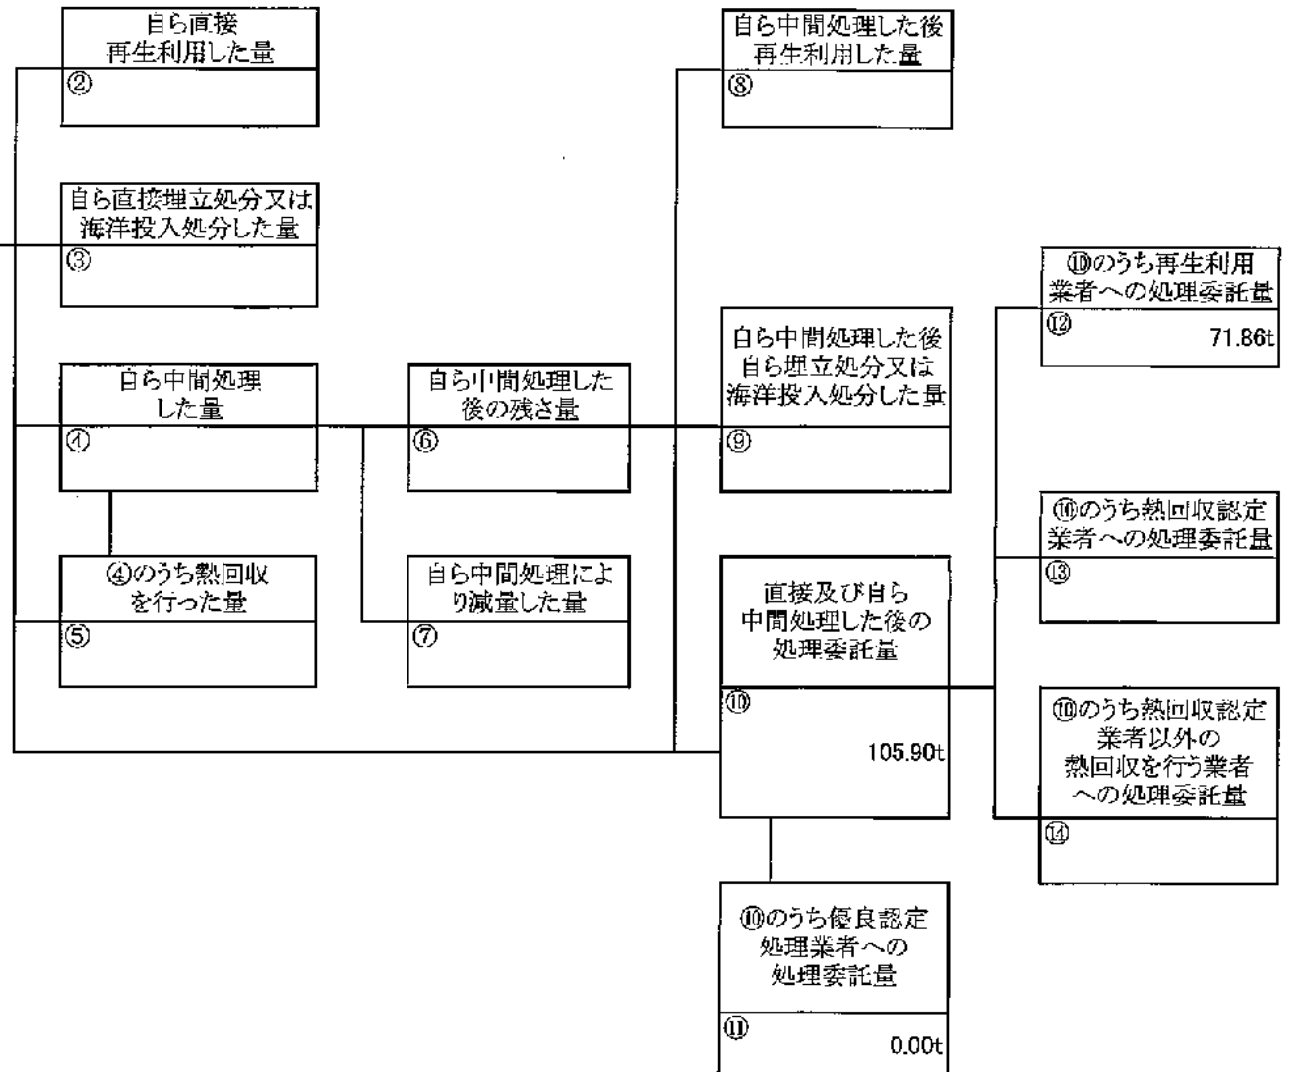 自ら直接
再生利用した量
②
自ら直接埋立処分又は
海洋投入処分した量
③
自ら中間処理
した量
④
④のうち熱回収
を行った量
⑤
自ら中間処理した
後の残さ量
⑥
自ら中間処理によ
り減量した量
⑦
自ら中間処理した後
再生利用した量
⑧
自ら中間処理した後
自ら埋立処分又は
海洋投入処分した量
⑨
直接及び自ら
中間処理した後の
処理委託量
⑩
105.90t
⑩のうち優良認定
処理業者への
処理委託量
⑪
0.00t
⑩のうち再生利用
業者への処理委託量
⑫
71.86t
⑩のうち熱回収認定
業者への処理委託量
⑬
⑩のうち熱回収認定
業者以外の
熱回収を行う業者
への処理委託量
⑭